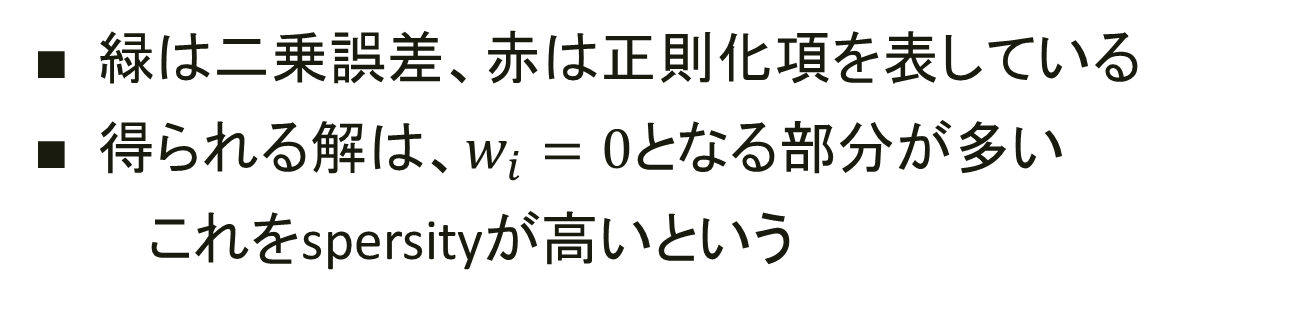 ■ 緑は二乗誤差、赤は正則化項を表している
■ 得られる解は、wᵢ = 0となる部分が多い
これをspersityが高いという